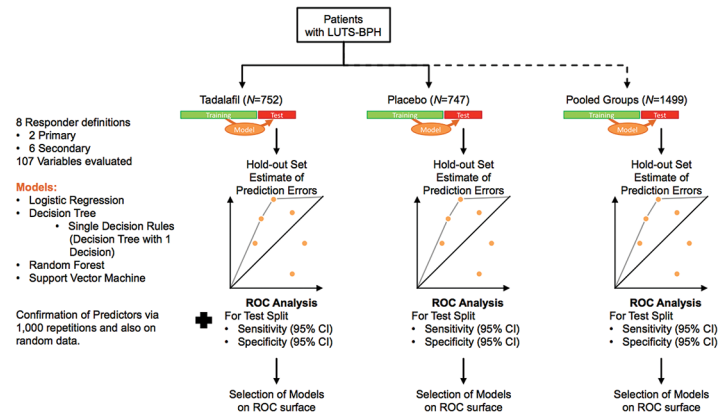 Patients
with LUTS-BPH
Tadalafil (N=752)
Placebo (N=747)
Pooled Groups (N=1499)
Training
Test
Model
Training
Test
Model
Training
Test
Model
8 Responder definitions
• 2 Primary
• 6 Secondary
107 Variables evaluated
Models:
• Logistic Regression
• Decision Tree
• Single Decision Rules
(Decision Tree with 1
Decision)
• Random Forest
• Support Vector Machine
Confirmation of Predictors via
1,000 repetitions and also on
random data.
Hold-out Set
Estimate of
Prediction Errors
ROC Analysis
For Test Split
• Sensitivity (95% CI)
• Specificity (95% CI)
Selection of Models
on ROC surface
Hold-out Set
Estimate of
Prediction Errors
ROC Analysis
For Test Split
• Sensitivity (95% CI)
• Specificity (95% CI)
Selection of Models
on ROC surface
Hold-out Set
Estimate of
Prediction Errors
ROC Analysis
For Test Split
• Sensitivity (95% CI)
• Specificity (95% CI)
Selection of Models
on ROC surface